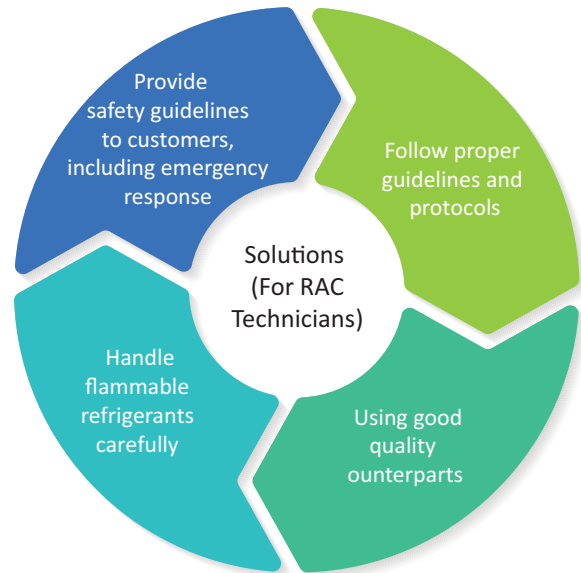 Provide
safety guidelines
to customers,
including emergency
response
Follow proper
guidelines and
protocols
Solutions
(For RAC
Technicians)
Handle
flammable
refrigerants
carefully
Using good
quality
ounterparts